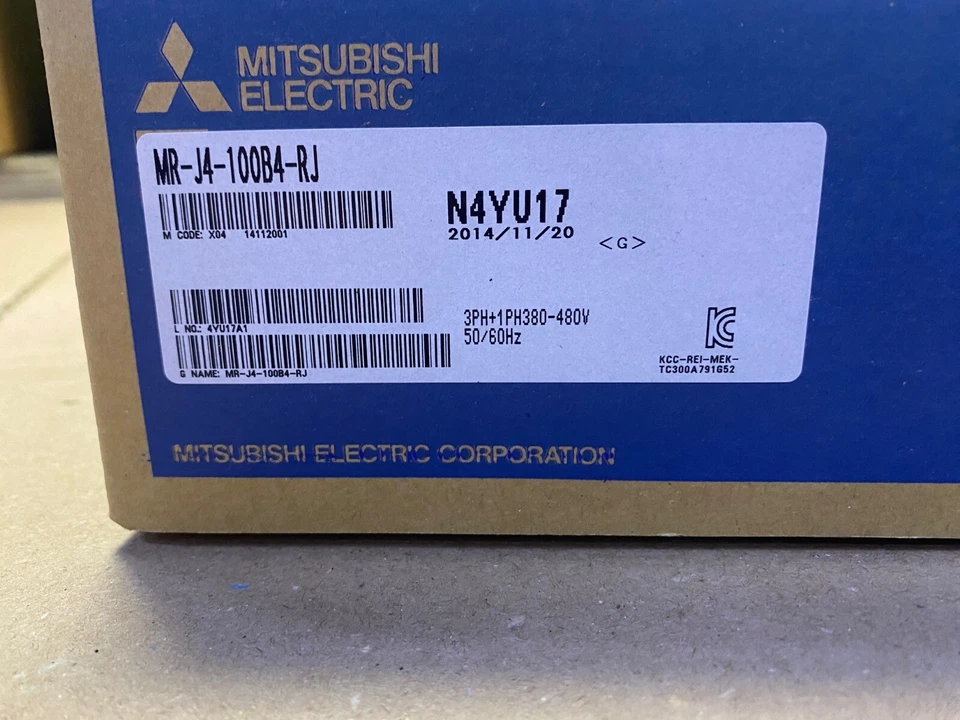 MITSUBISHI
ELECTRIC
MR-J4-100B4-RJ
M CODE: X04 14112001
N4YU17
2014/11/20
<G>
L NO.: 4YU17A1
G NAME: MR-J4-100B4-RJ
3PH+1PH380-480V
50/60Hz
KCC-REI-MEK-
TC300A791G52
MITSUBISHI ELECTRIC CORPORATION